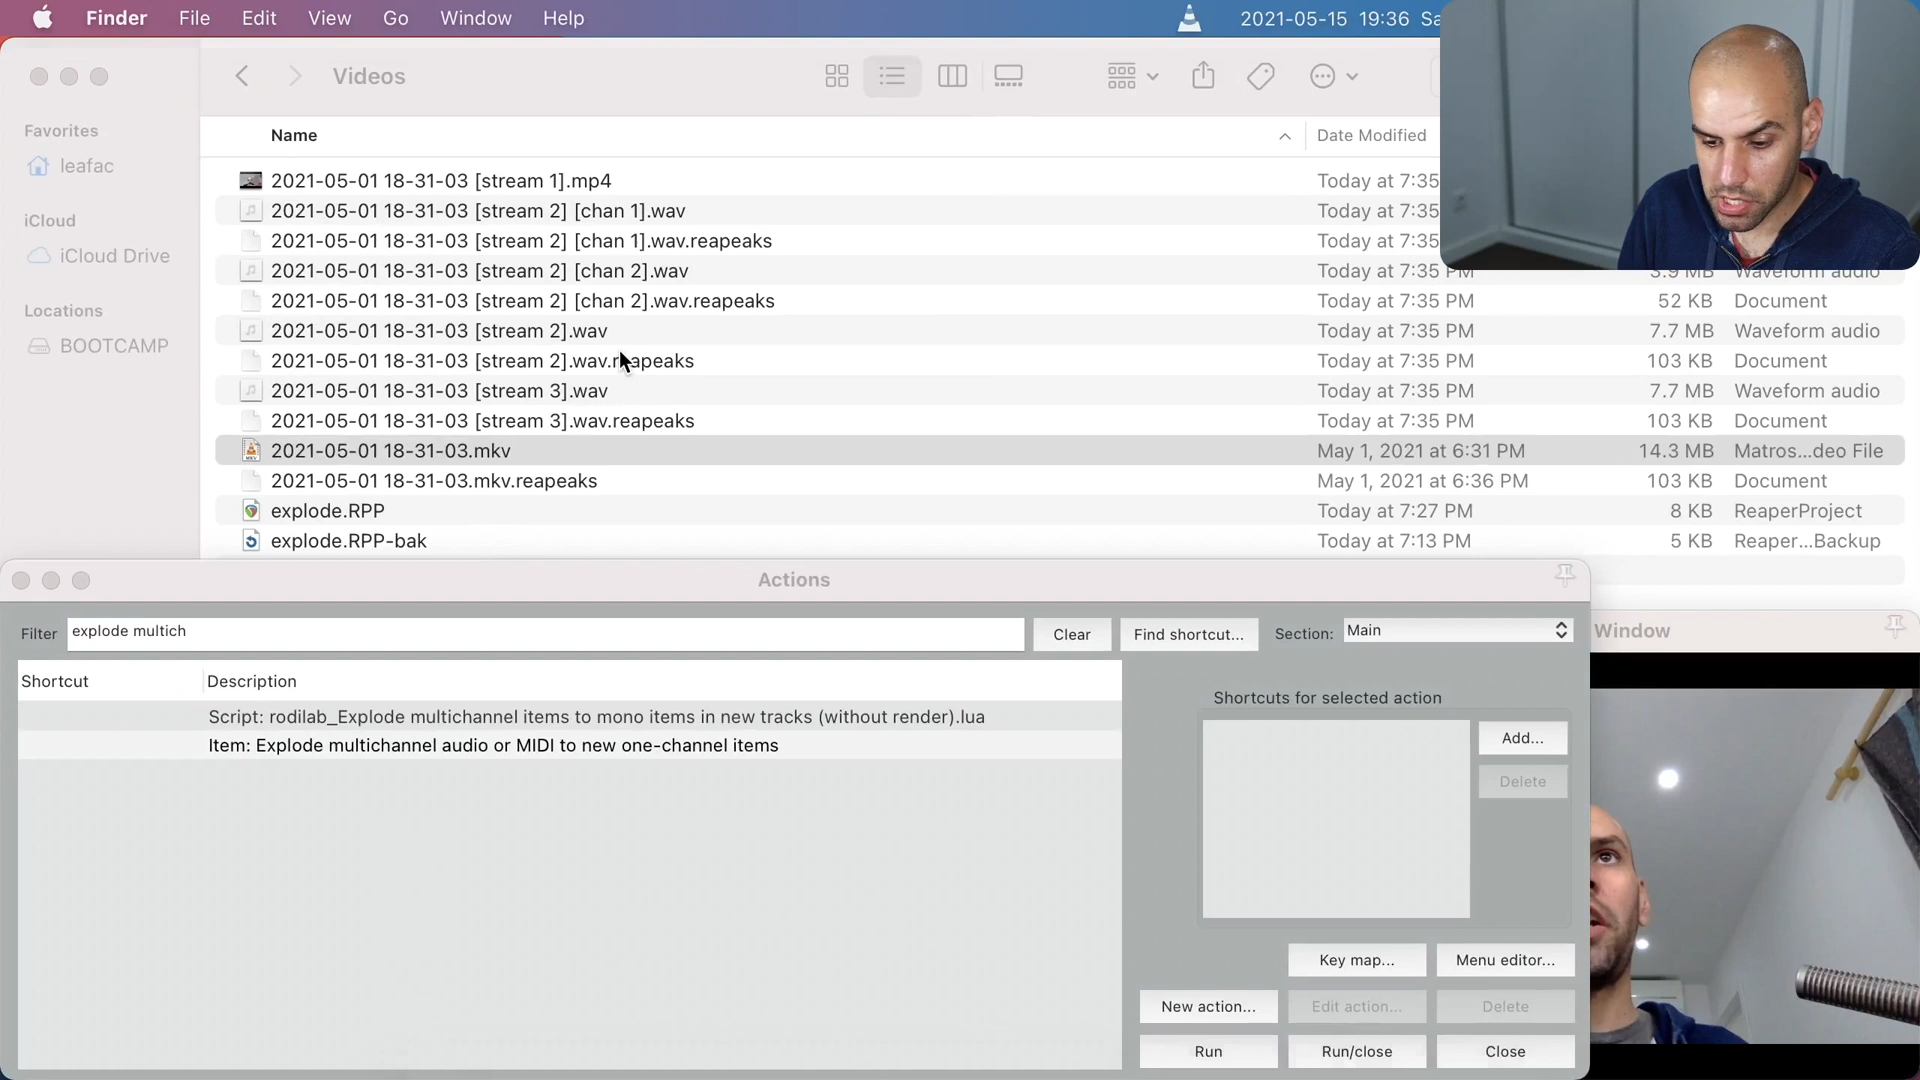 Finder File Edit View Go Window Help 2021-05-15 19:36 Sa
Videos
Favorites
leafac
iCloud
iCloud Drive
Locations
BOOTCAMP
Name Date Modified
2021-05-01 18-31-03 [stream 1].mp4 Today at 7:35
2021-05-01 18-31-03 [stream 2] [chan 1].wav Today at 7:35
2021-05-01 18-31-03 [stream 2] [chan 1].wav.reapeaks Today at 7:35
2021-05-01 18-31-03 [stream 2] [chan 2].wav Today at 7:35 PM 3.9 MB Waveform audio
2021-05-01 18-31-03 [stream 2] [chan 2].wav.reapeaks Today at 7:35 PM 52 KB Document
2021-05-01 18-31-03 [stream 2].wav Today at 7:35 PM 7.7 MB Waveform audio
2021-05-01 18-31-03 [stream 2].wav.reapeaks Today at 7:35 PM 103 KB Document
2021-05-01 18-31-03 [stream 3].wav Today at 7:35 PM 7.7 MB Waveform audio
2021-05-01 18-31-03 [stream 3].wav.reapeaks Today at 7:35 PM 103 KB Document
2021-05-01 18-31-03.mkv May 1, 2021 at 6:31 PM 14.3 MB Matros...deo File
2021-05-01 18-31-03.mkv.reapeaks May 1, 2021 at 6:36 PM 103 KB Document
explode.RPP Today at 7:27 PM 8 KB ReaperProject
explode.RPP-bak Today at 7:13 PM 5 KB Reaper...Backup
Actions
Filter explode multich Clear Find shortcut... Section: Main
Window
Shortcut Description
Script: rodilab_Explode multichannel items to mono items in new tracks (without render).lua
Item: Explode multichannel audio or MIDI to new one-channel items
Shortcuts for selected action
Add...
Delete
Key map... Menu editor...
New action... Edit action... Delete
Run Run/close Close